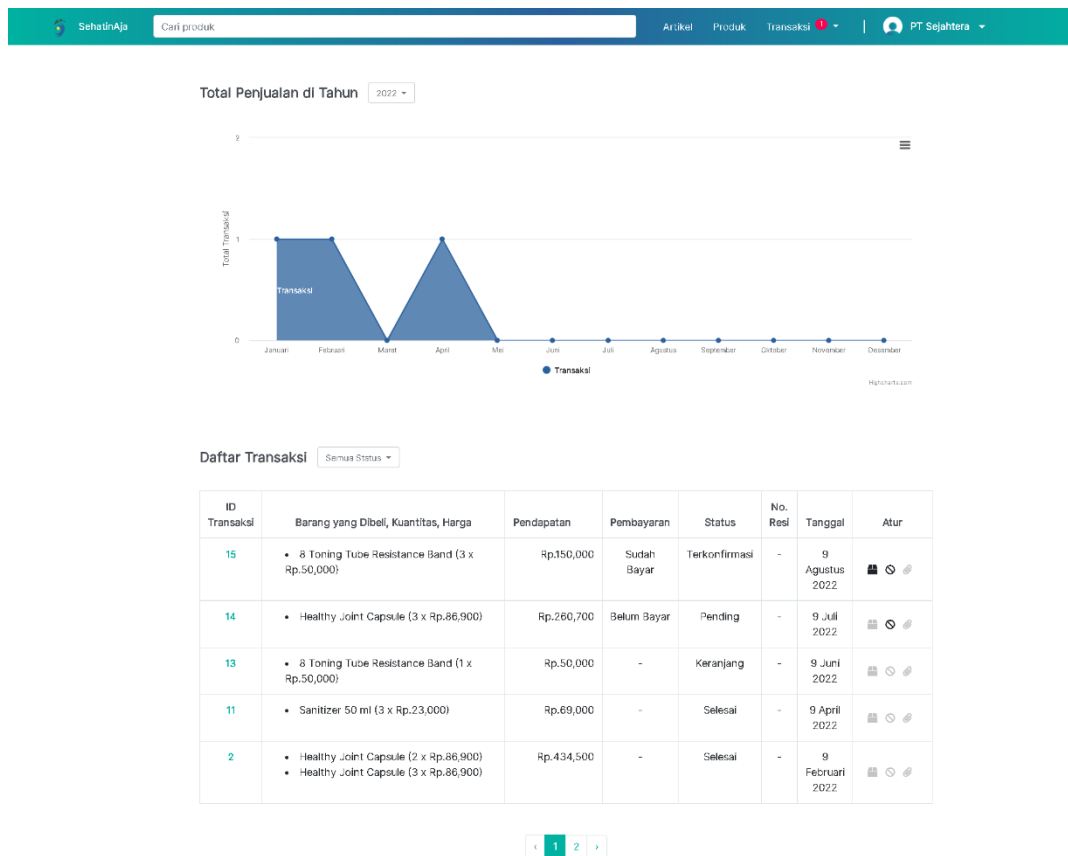 SehatinAja Cari produk Artikel Produk Transaksi 1 | PT Sejahtera
Total Penjualan di Tahun 2022
2
Total Transaksi
1
Transaksi
0
Januari Februari Maret April Mei Juni Juli Agustus September Oktober November Desember
Transaksi
Highcharts.com
Daftar Transaksi Semua Status
ID Transaksi Barang yang Dibeli, Kuantitas, Harga Pendapatan Pembayaran Status No. Resi Tanggal Atur
15 • 8 Toning Tube Resistance Band (3 x Rp.50,000) Rp.150,000 Sudah Bayar Terkonfirmasi - 9 Agustus 2022
14 • Healthy Joint Capsule (3 x Rp.86,900) Rp.260,700 Belum Bayar Pending - 9 Juli 2022
13 • 8 Toning Tube Resistance Band (1 x Rp.50,000) Rp.50,000 - Keranjang - 9 Juni 2022
11 • Sanitizer 50 ml (3 x Rp.23,000) Rp.69,000 - Selesai - 9 April 2022
2 • Healthy Joint Capsule (2 x Rp.86,900)
• Healthy Joint Capsule (3 x Rp.86,900) Rp.434,500 - Selesai - 9 Februari 2022
‹ 1 2 ›